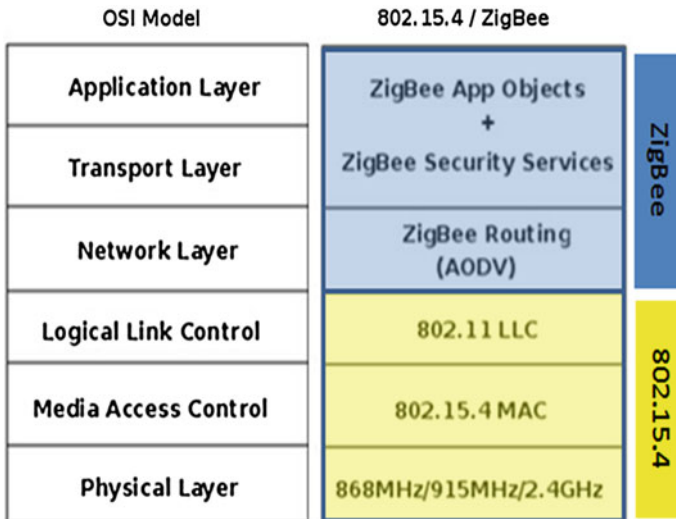 OSI Model
802.15.4 / ZigBee
Application Layer
Transport Layer
Network Layer
Logical Link Control
Media Access Control
Physical Layer
ZigBee App Objects
+
ZigBee Security Services
ZigBee Routing
(AODV)
802.11 LLC
802.15.4 MAC
868MHz/915MHz/2.4GHz
ZigBee
802.15.4